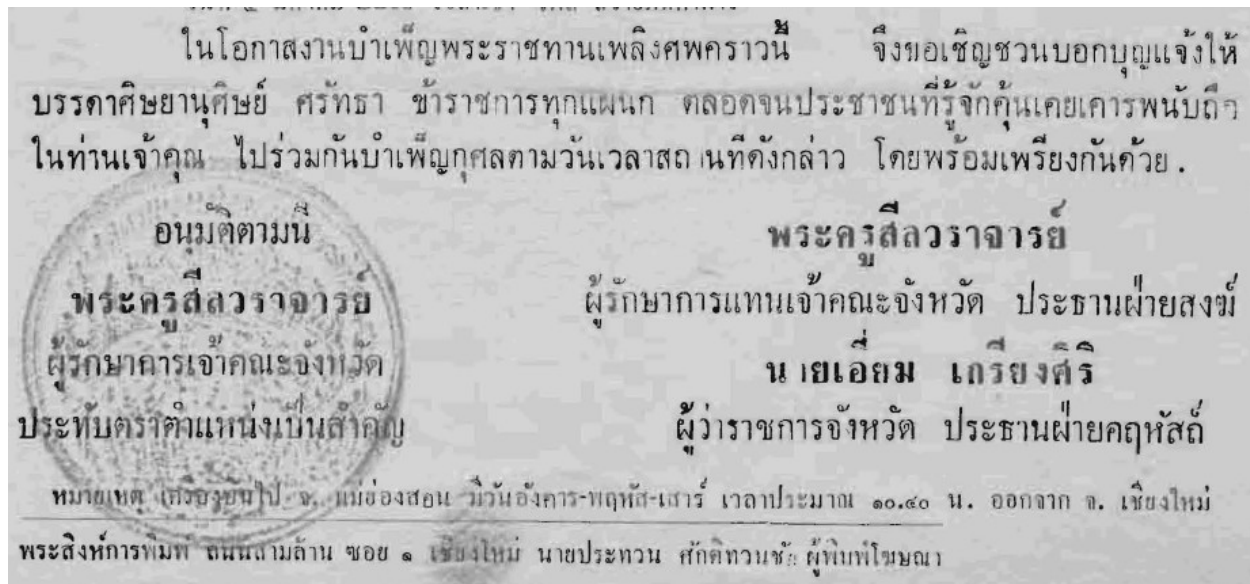 ในโอกาสงานบำเพ็ญพระราชทานเพลิงศพคราวนี้ จึงขอเชิญชวนบอกบุญแจ้งให้
บรรดาศิษยานุศิษย์ ศรัทธา ข้าราชการทุกแผนก ตลอดจนประชาชนที่รู้จักคุ้นเคยเคารพนับถือ
ในท่านเจ้าคุณ ไปร่วมกันบำเพ็ญกุศลตามวันเวลาสถานที่ดังกล่าว โดยพร้อมเพรียงกันด้วย.
อนุมัติตามนี้
พระครูสีลวราจารย์
ผู้รักษาการเจ้าคณะจังหวัด
ประทับตราตำแหน่งเป็นสำคัญ
พระครูสีลวราจารย์
ผู้รักษาการแทนเจ้าคณะจังหวัด ประธานฝ่ายสงฆ์
นายเอี่ยม เกรียงศิริ
ผู้ว่าราชการจังหวัด ประธานฝ่ายคฤหัสถ์
หมายเหตุ เครื่องบินไป จ. แม่ฮ่องสอน มีวันอังคาร-พฤหัส-เสาร์ เวลาประมาณ ๑๐.๔๐ น. ออกจาก จ. เชียงใหม่
พระสิงห์การพิมพ์ ถนนสามล้าน ซอย ๑ เชียงใหม่ นายประทวน ผู้พิมพ์โฆษณา